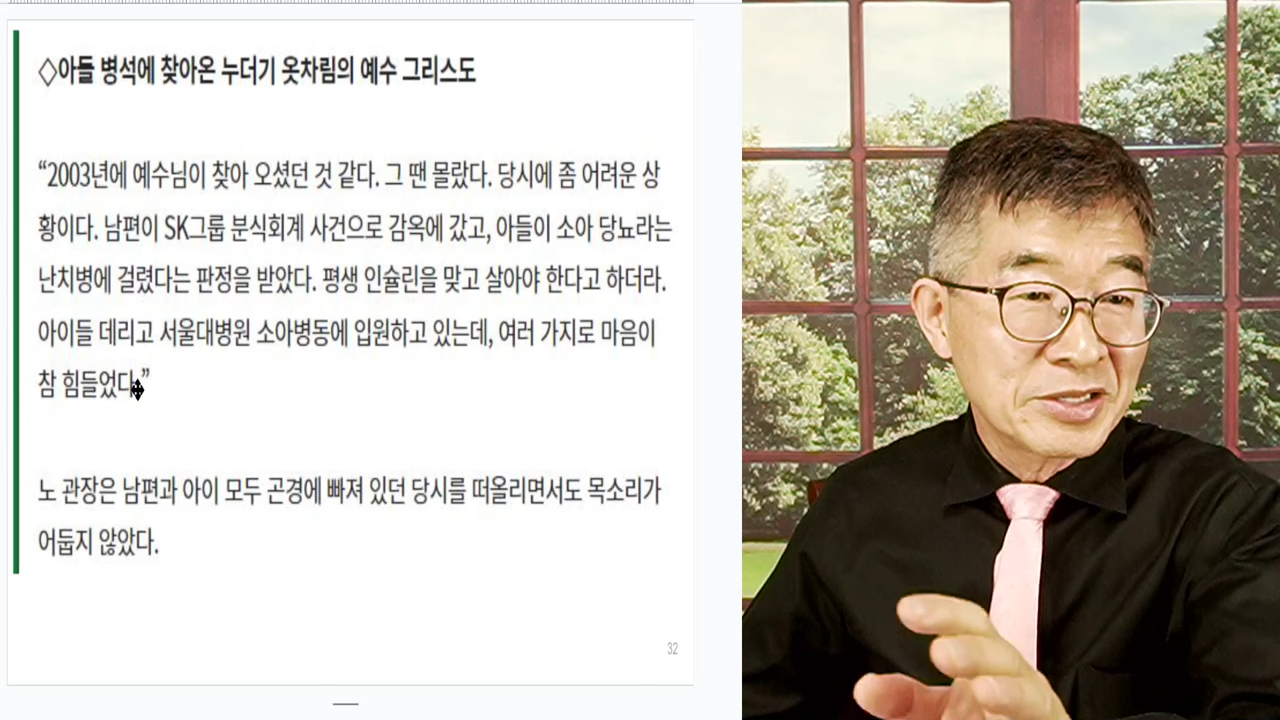 ◇아들 병석에 찾아온 누더기 옷차림의 예수 그리스도
“2003년에 예수님이 찾아 오셨던 것 같다. 그 땐 몰랐다. 당시에 좀 어려운 상
황이다. 남편이 SK그룹 분식회계 사건으로 감옥에 갔고, 아들이 소아 당뇨라는
난치병에 걸렸다는 판정을 받았다. 평생 인슐린을 맞고 살아야 한다고 하더라.
아이들 데리고 서울대병원 소아병동에 입원하고 있는데, 여러 가지로 마음이
참 힘들었다.”
노 관장은 남편과 아이 모두 곤경에 빠져 있던 당시를 떠올리면서도 목소리가
어둡지 않았다.
32